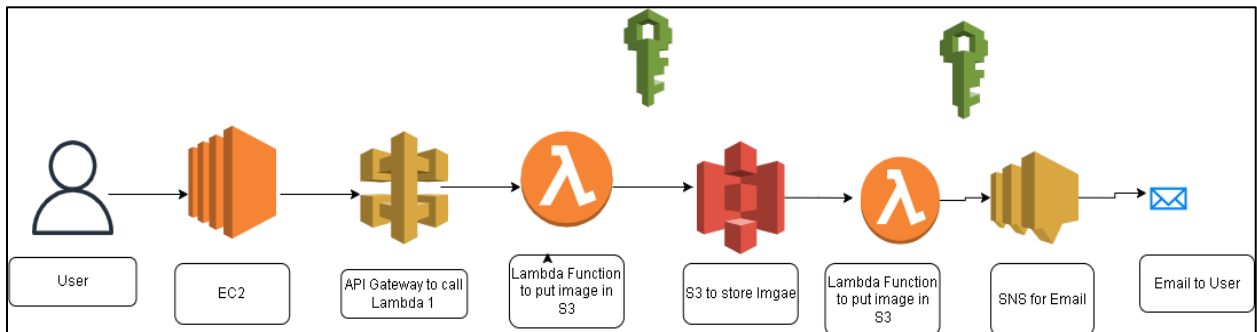 User
EC2
API Gateway to call
Lambda 1
Lambda Function
to put image in
S3
S3 to store Imgae
Lambda Function
to put image in
S3
SNS for Email
Email to User